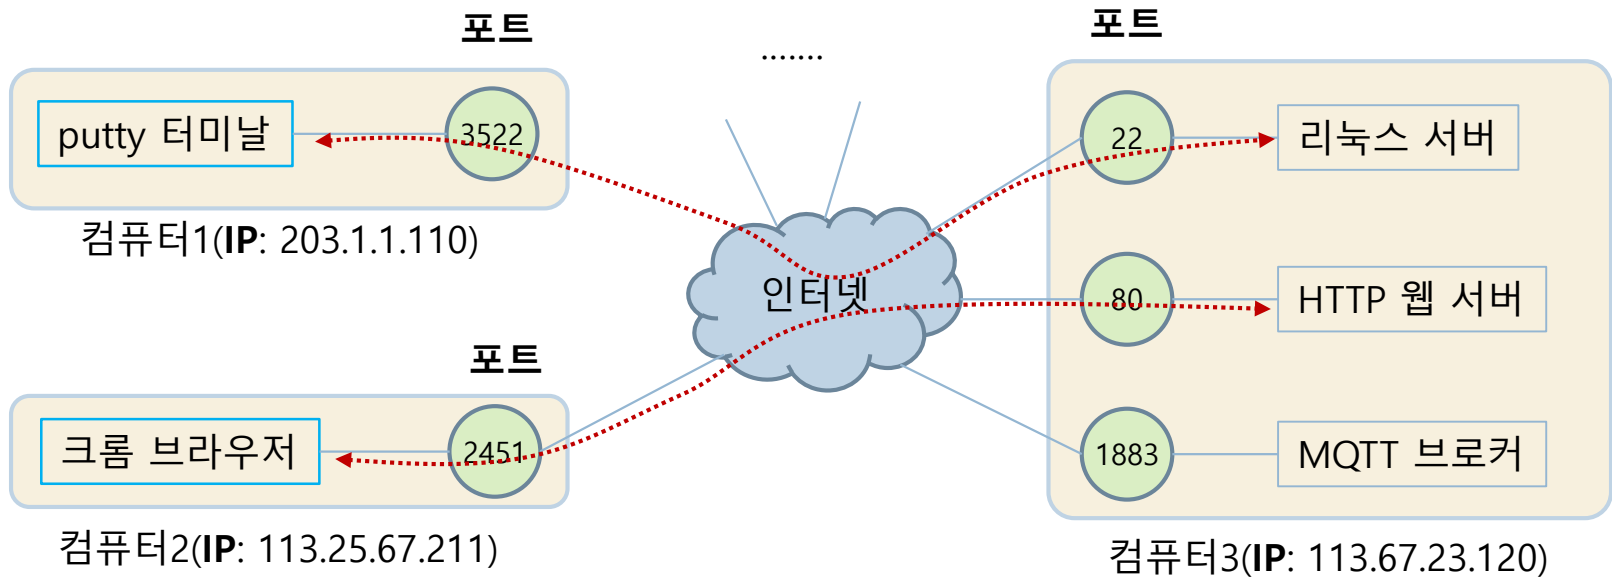 포트
putty 터미날
3522
컴퓨터1(IP: 203.1.1.110)
포트
크롬 브라우저
2451
컴퓨터2(IP: 113.25.67.211)
.......
인터넷
포트
22
리눅스 서버
80
HTTP 웹 서버
1883
MQTT 브로커
컴퓨터3(IP: 113.67.23.120)